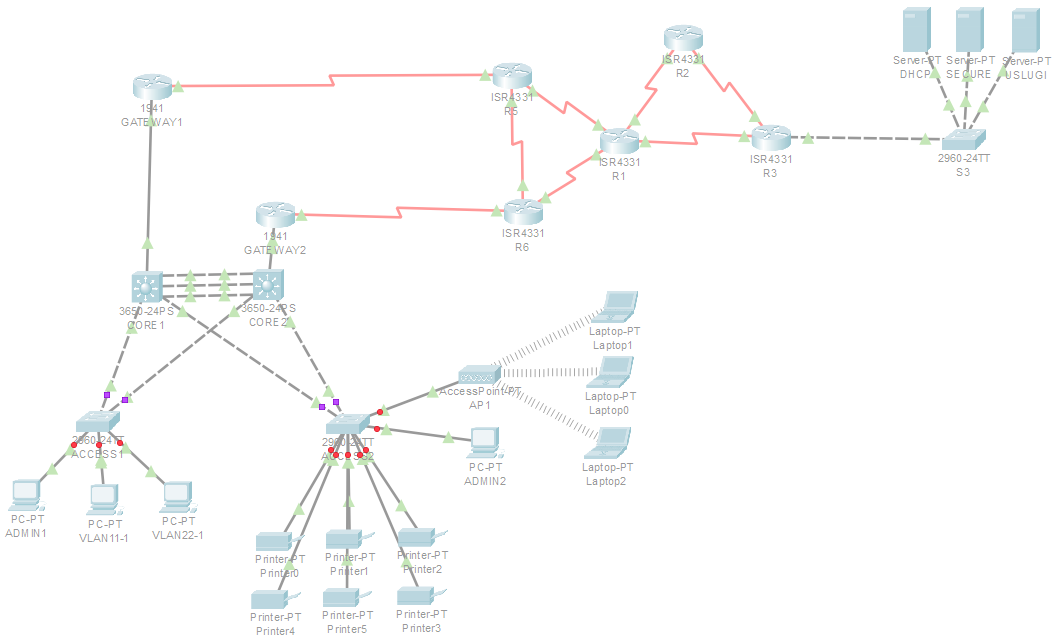 Server-PT
DHCP
Server-PT
SECURE
Server-PT
USLUGI
ISR4331
R2
1941
GATEWAY1
ISR4331
R5
ISR4331
R1
ISR4331
R3
2960-24TT
S3
1941
GATEWAY2
ISR4331
R6
3650-24PS
CORE1
3650-24PS
CORE2
Laptop-PT
Laptop1
AccessPoint-PT
AP1
Laptop-PT
Laptop0
2960-24TT
ACCESS1
2960-24TT
ACCESS2
PC-PT
ADMIN2
Laptop-PT
Laptop2
PC-PT
ADMIN1
PC-PT
VLAN11-1
PC-PT
VLAN22-1
Printer-PT
Printer0
Printer-PT
Printer1
Printer-PT
Printer2
Printer-PT
Printer4
Printer-PT
Printer5
Printer-PT
Printer3